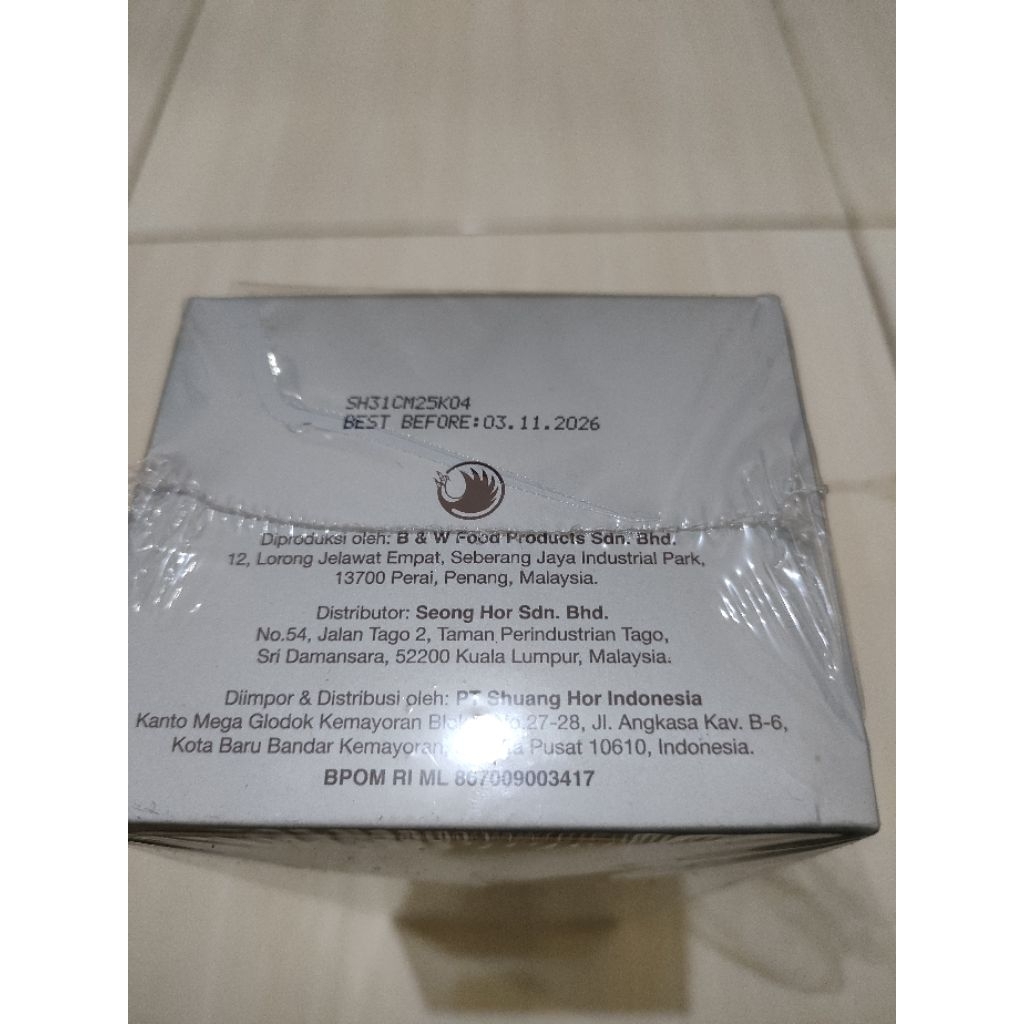 SH31CM25K04
BEST BEFORE:03.11.2026
Diproduksi oleh: B & W Food Products Sdn. Bhd.
12, Lorong Jelawat Empat, Seberang Jaya Industrial Park,
13700 Perai, Penang, Malaysia.
Distributor: Seong Hor Sdn. Bhd.
No.54, Jalan Tago 2, Taman Perindustrian Tago,
Sri Damansara, 52200 Kuala Lumpur, Malaysia.
Diimpor & Distribusi oleh: PT Shuang Hor Indonesia
Kanto Mega Glodok Kemayoran 27-28, Jl. Angkasa Kav. B-6,
Kota Baru Bandar Kemayoran, Pusat 10610, Indonesia.
BPOM RI ML 867009003417